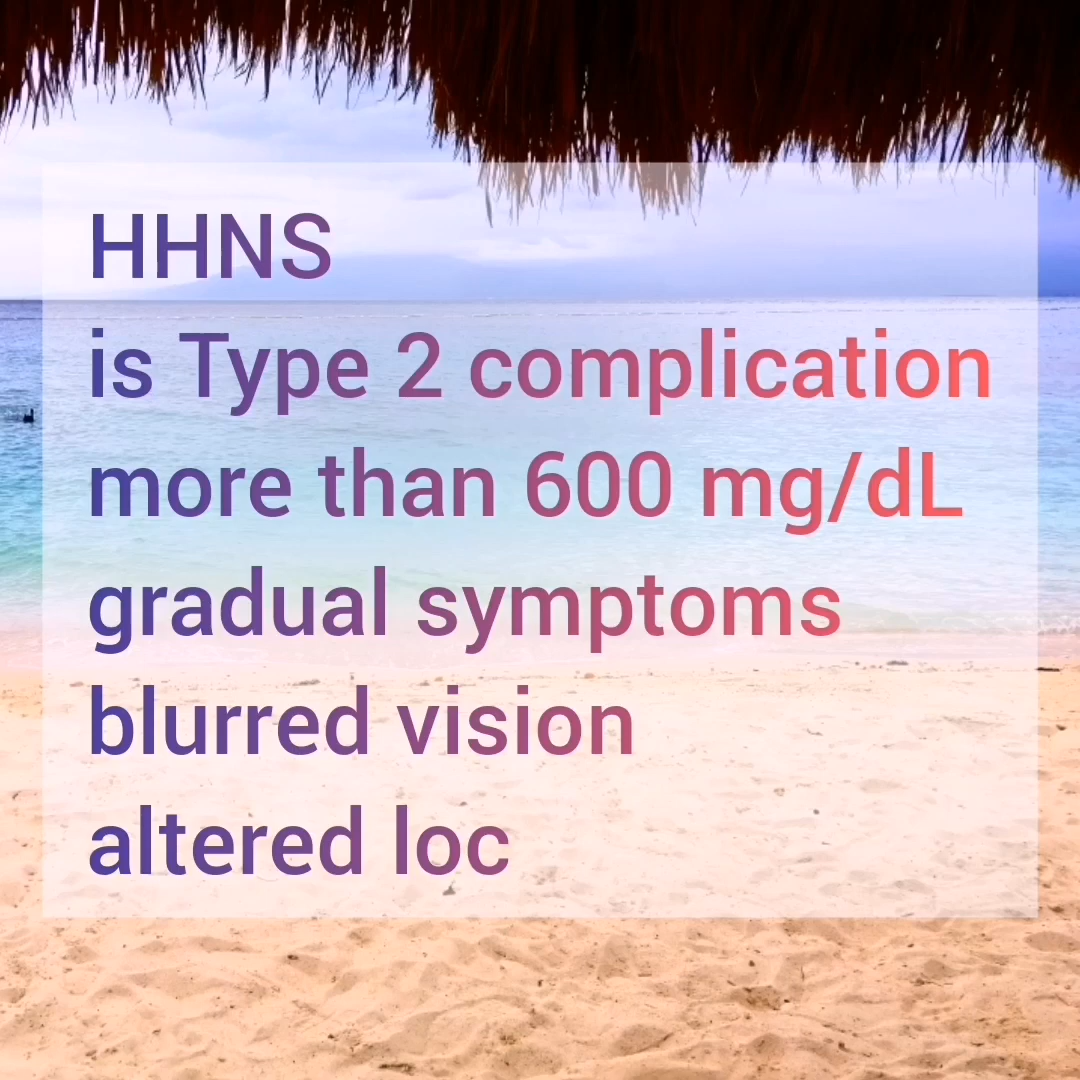 HHNS
is Type 2 complication
more than 600 mg/dL
gradual symptoms
blurred vision
altered loc